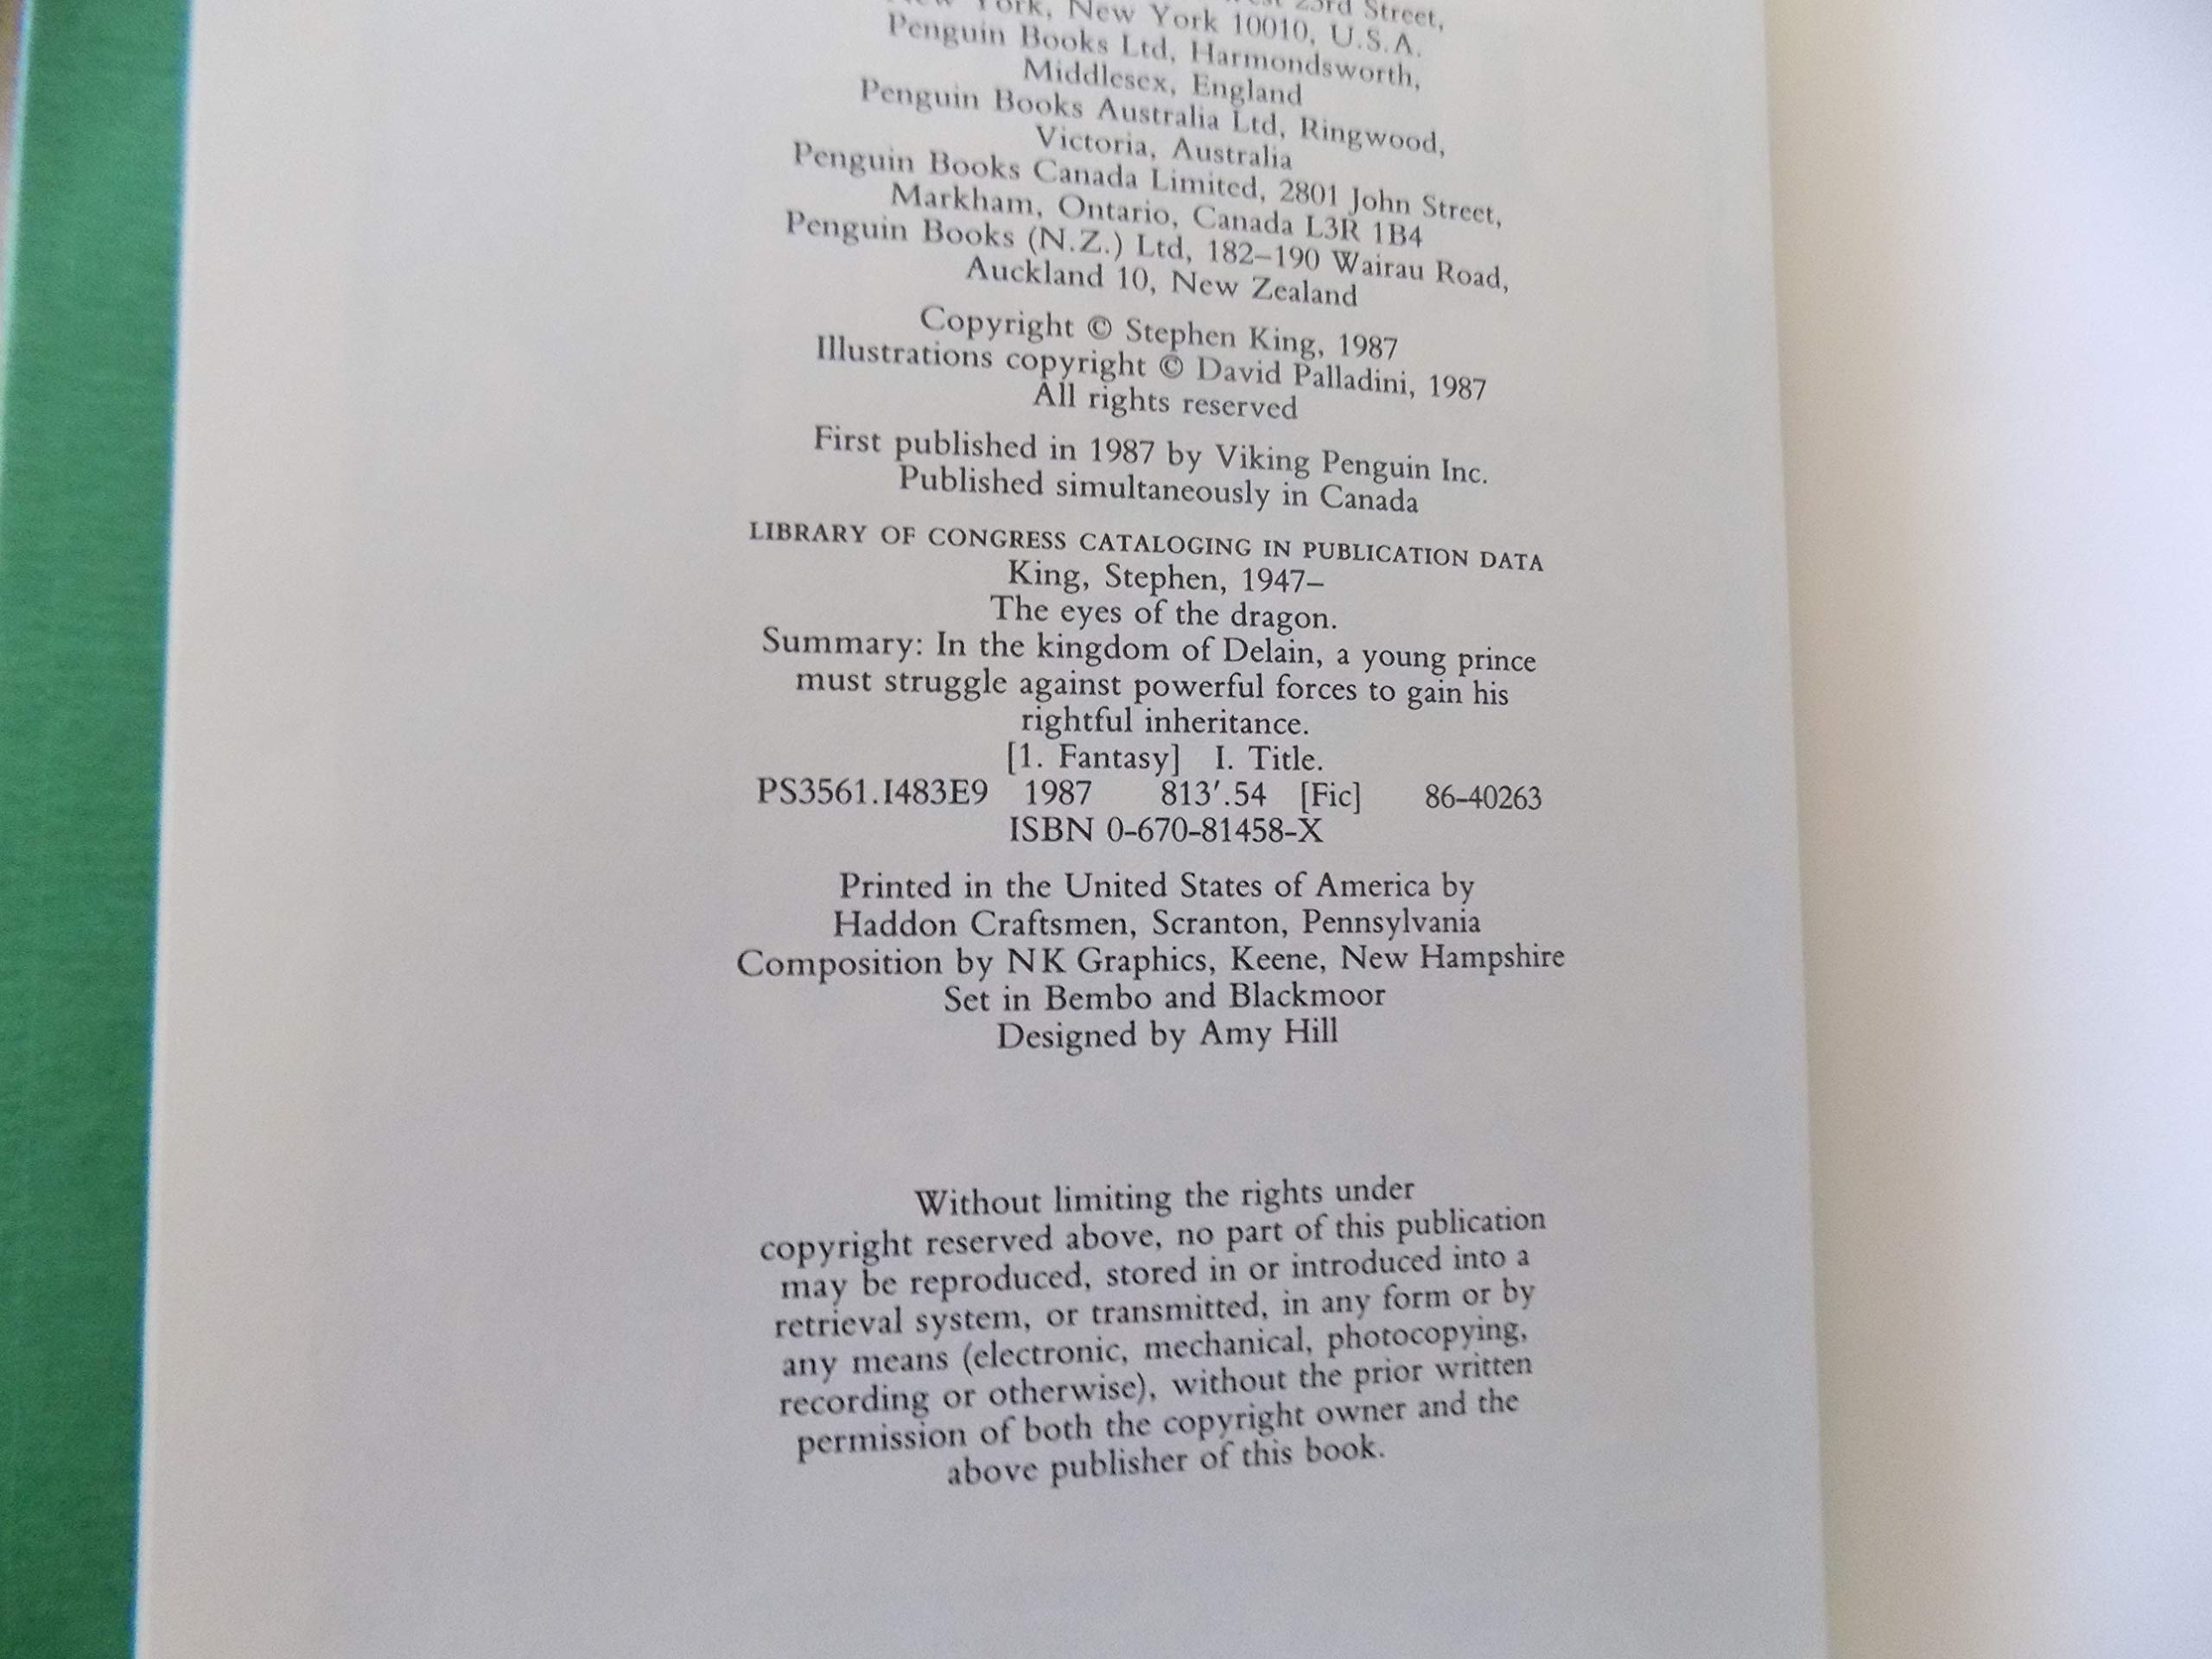 York, New York 10010, U.S.A.
Penguin Books Ltd, Harmondsworth,
Middlesex, England
Penguin Books Australia Ltd, Ringwood,
Victoria, Australia
Penguin Books Canada Limited, 2801 John Street,
Markham, Ontario, Canada L3R 1B4
Penguin Books (N.Z.) Ltd, 182–190 Wairau Road,
Auckland 10, New Zealand
Copyright © Stephen King, 1987
Illustrations copyright © David Palladini, 1987
All rights reserved
First published in 1987 by Viking Penguin Inc.
Published simultaneously in Canada
LIBRARY OF CONGRESS CATALOGING IN PUBLICATION DATA
King, Stephen, 1947–
The eyes of the dragon.
Summary: In the kingdom of Delain, a young prince
must struggle against powerful forces to gain his
rightful inheritance.
[1. Fantasy] I. Title.
PS3561.I483E9 1987 813'.54 [Fic] 86-40263
ISBN 0-670-81458-X
Printed in the United States of America by
Haddon Craftsmen, Scranton, Pennsylvania
Composition by NK Graphics, Keene, New Hampshire
Set in Bembo and Blackmoor
Designed by Amy Hill
Without limiting the rights under
copyright reserved above, no part of this publication
may be reproduced, stored in or introduced into a
retrieval system, or transmitted, in any form or by
any means (electronic, mechanical, photocopying,
recording or otherwise), without the prior written
permission of both the copyright owner and the
above publisher of this book.